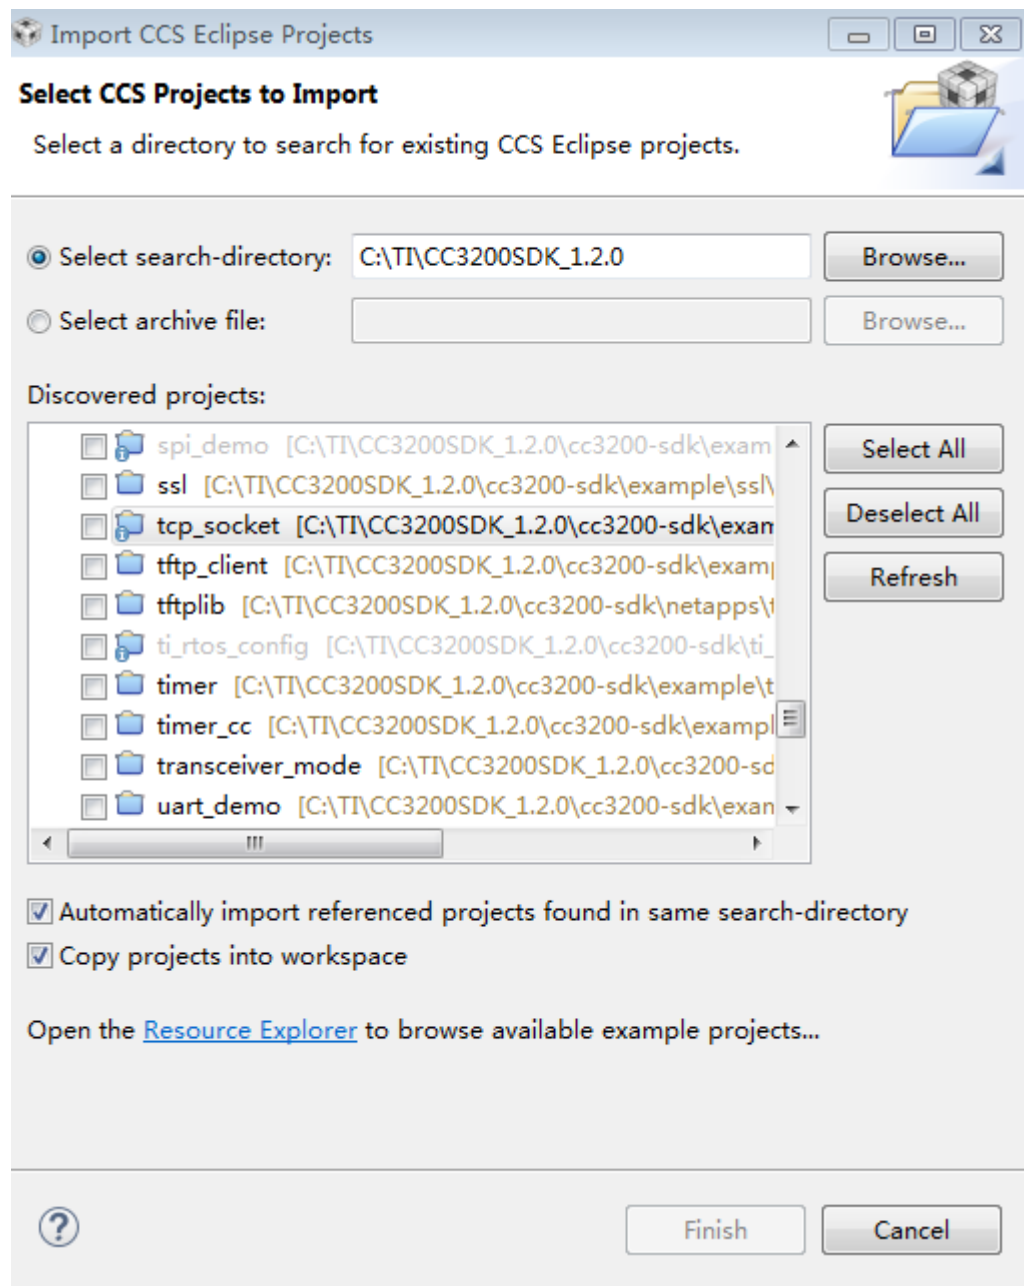 Import CCS Eclipse Projects
Select CCS Projects to Import
Select a directory to search for existing CCS Eclipse projects.
Select search-directory: C:\TI\CC3200SDK_1.2.0 Browse...
Select archive file: Browse...
Discovered projects:
spi_demo [C:\TI\CC3200SDK_1.2.0\cc3200-sdk\exam
ssl [C:\TI\CC3200SDK_1.2.0\cc3200-sdk\example\ssl\
tcp_socket [C:\TI\CC3200SDK_1.2.0\cc3200-sdk\exam
tftp_client [C:\TI\CC3200SDK_1.2.0\cc3200-sdk\examp
tftplib [C:\TI\CC3200SDK_1.2.0\cc3200-sdk\netapps\t
ti_rtos_config [C:\TI\CC3200SDK_1.2.0\cc3200-sdk\ti_
timer [C:\TI\CC3200SDK_1.2.0\cc3200-sdk\example\t
timer_cc [C:\TI\CC3200SDK_1.2.0\cc3200-sdk\exampl
transceiver_mode [C:\TI\CC3200SDK_1.2.0\cc3200-sd
uart_demo [C:\TI\CC3200SDK_1.2.0\cc3200-sdk\exan
Select All
Deselect All
Refresh
Automatically import referenced projects found in same search-directory
Copy projects into workspace
Open the Resource Explorer to browse available example projects...
Finish Cancel